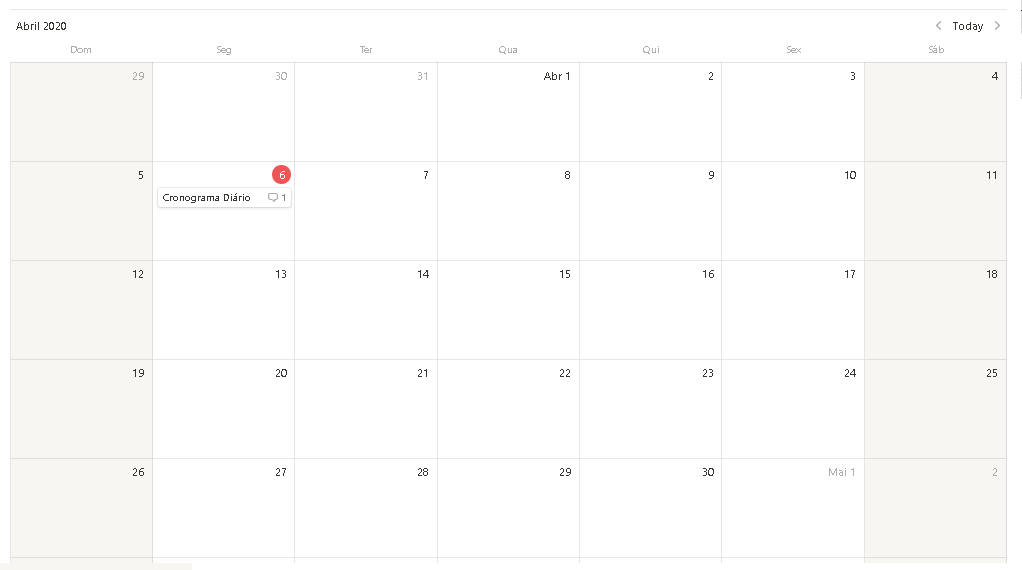 Abril 2020 Today
Dom Seg Ter Qua Qui Sex Sáb
29 30 31 Abr 1 2 3 4
5 6 7 8 9 10 11
Cronograma Diário 1
12 13 14 15 16 17 18
19 20 21 22 23 24 25
26 27 28 29 30 Mai 1 2